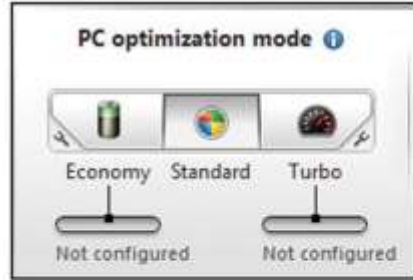 PC optimization mode
Economy Standard Turbo
Not configured Not configured